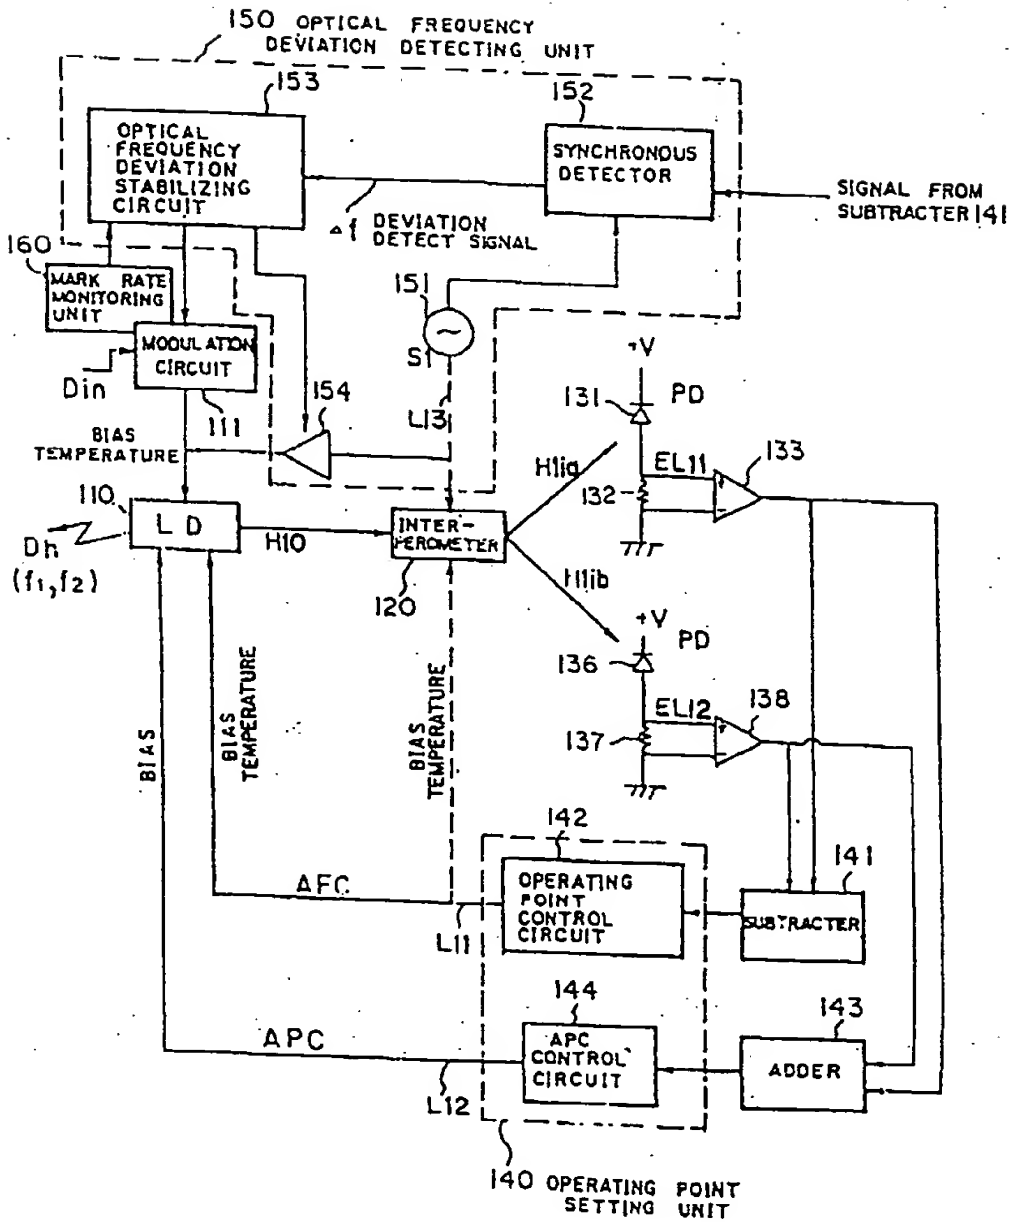 150 OPTICAL FREQUENCY
DEVIATION DETECTING UNIT
153
152
OPTICAL
FREQUENCY
DEVIATION
STABILIZING
CIRCUIT
SYNCHRONOUS
DETECTOR
SIGNAL FROM
SUBTRACTER 141
Δf DEVIATION
DETECT SIGNAL
160
MARK RATE
MONITORING
UNIT
151
S1
MODULATION
CIRCUIT
Din
111
154
L13
+V
131
PD
BIAS
TEMPERATURE
H11a
EL11
133
132
110
LD
H10
INTER-
FEROMETER
120
Dh
(f1,f2)
H11b
+V
PD
136
EL12
138
137
BIAS
BIAS
TEMPERATURE
BIAS
TEMPERATURE
142
141
AFC
L11
OPERATING
POINT
CONTROL
CIRCUIT
SUBTRACTER
144
143
APC
L12
APC
CONTROL
CIRCUIT
ADDER
140 OPERATING POINT
SETTING UNIT